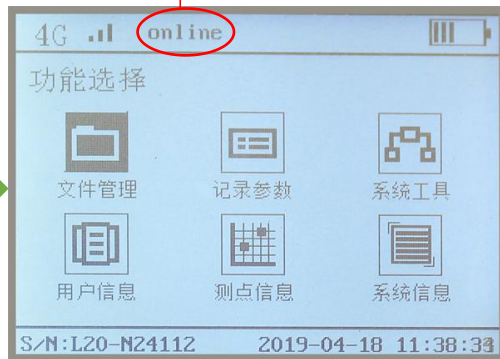 4G online
功能选择
文件管理 记录参数 系统工具
用户信息 测点信息 系统信息
S/N:L20-N24112 2019-04-18 11:38:34